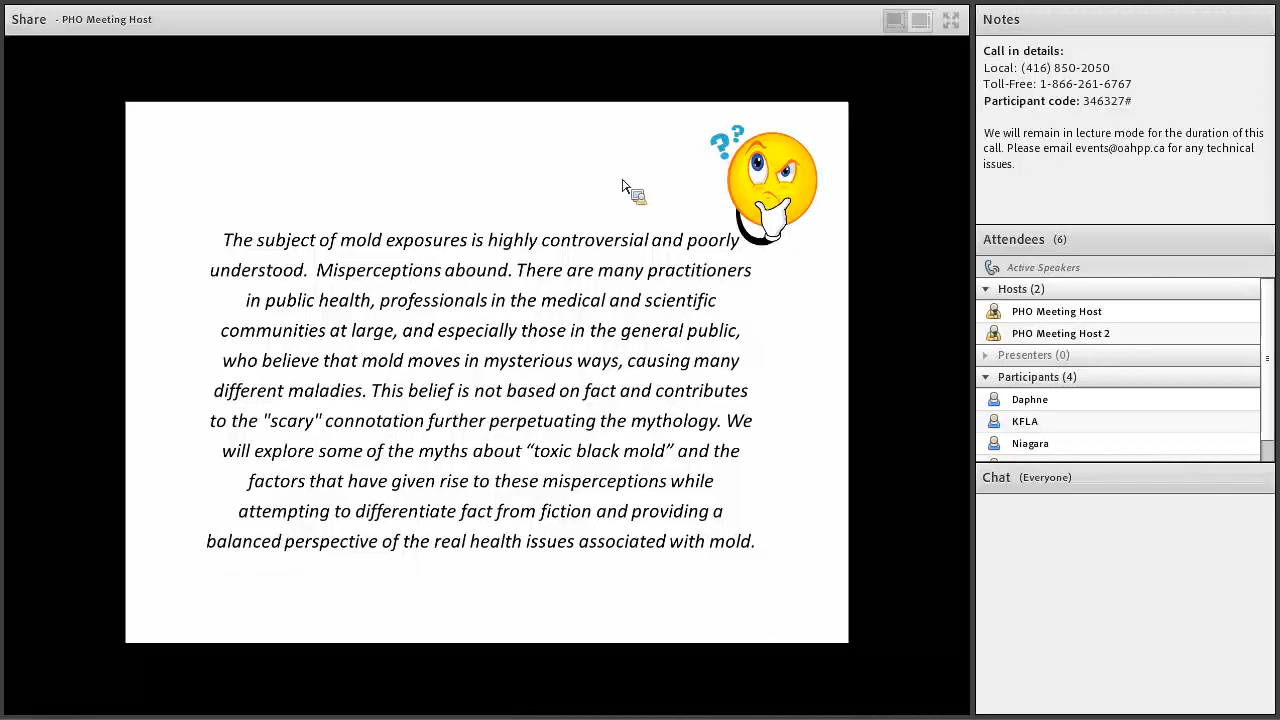 Share - PHO Meeting Host
??
The subject of mold exposures is highly controversial and poorly
understood.  Misperceptions abound. There are many practitioners
in public health, professionals in the medical and scientific
communities at large, and especially those in the general public,
who believe that mold moves in mysterious ways, causing many
different maladies. This belief is not based on fact and contributes
to the "scary" connotation further perpetuating the mythology. We
will explore some of the myths about “toxic black mold” and the
factors that have given rise to these misperceptions while
attempting to differentiate fact from fiction and providing a
balanced perspective of the real health issues associated with mold.
Notes
Call in details:
Local: (416) 850-2050
Toll-Free: 1-866-261-6767
Participant code: 346327#
We will remain in lecture mode for the duration of this
call. Please email events@oahpp.ca for any technical
issues.
Attendees (6)
Active Speakers
Hosts (2)
PHO Meeting Host
PHO Meeting Host 2
Presenters (0)
Participants (4)
Daphne
KFLA
Niagara
Chat (Everyone)